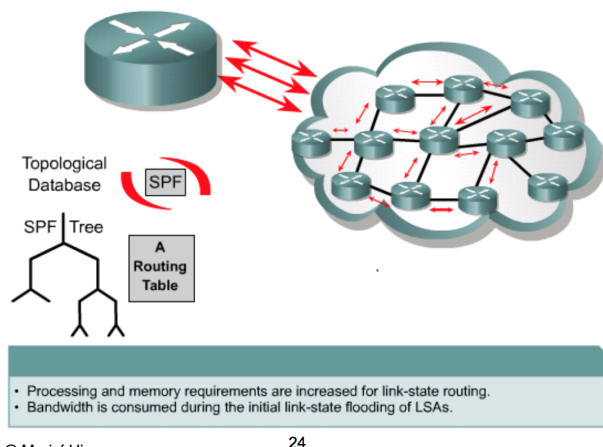 Topological
Database
SPF
SPF Tree
A
Routing
Table
• Processing and memory requirements are increased for link-state routing.
• Bandwidth is consumed during the initial link-state flooding of LSAs.
24